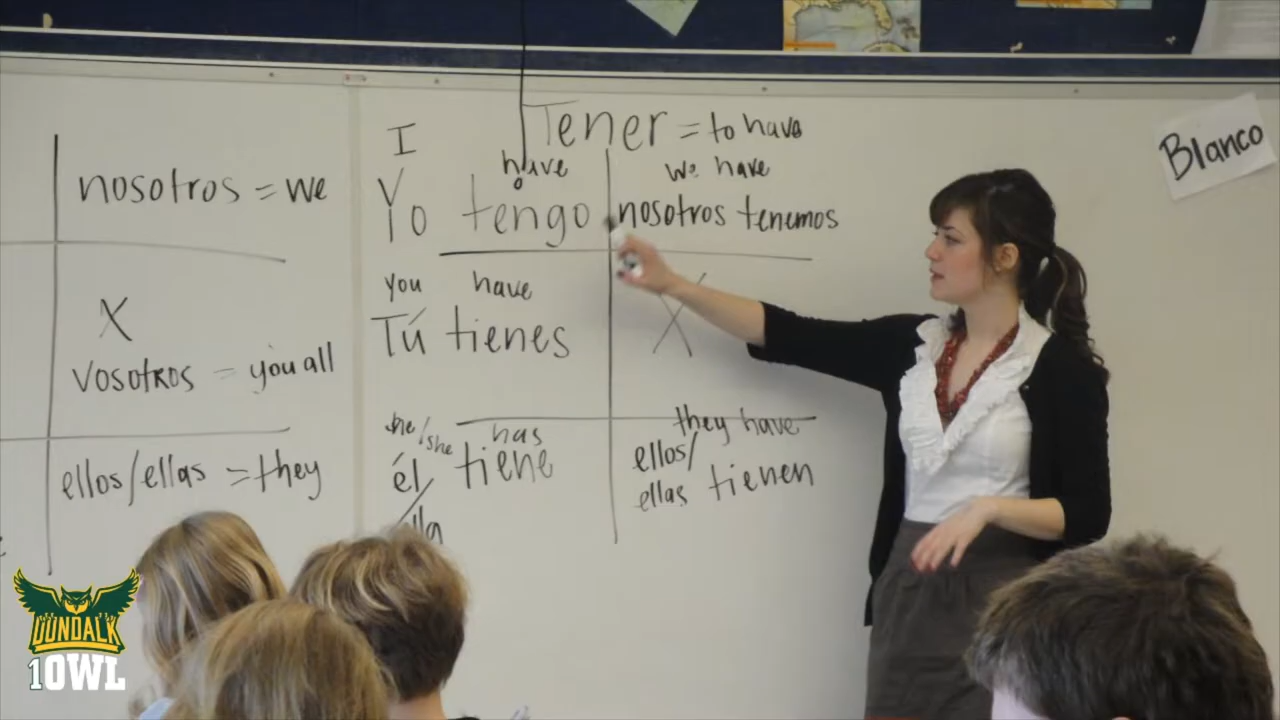 nosotros = we
X
vosotros = you all
ellos/ellas = they
Tener = to have
I have
Yo tengo
we have
nosotros tenemos
you have
Tú tienes
X
he/she has
él/ella tiene
they have
ellos/
ellas tienen
Blanco
DUNDALK
1OWL